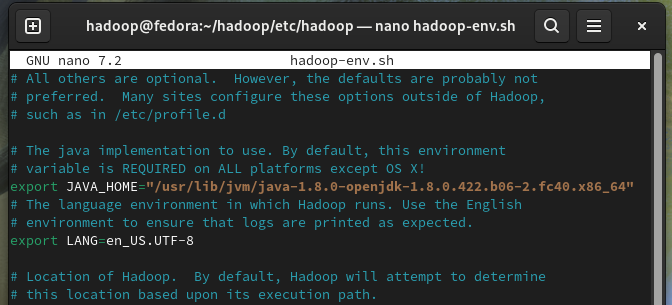 hadoop@fedora:~/hadoop/etc/hadoop — nano hadoop-env.sh
GNU nano 7.2 hadoop-env.sh
# All others are optional.  However, the defaults are probably not
# preferred.  Many sites configure these options outside of Hadoop,
# such as in /etc/profile.d
# The java implementation to use. By default, this environment
# variable is REQUIRED on ALL platforms except OS X!
export JAVA_HOME="/usr/lib/jvm/java-1.8.0-openjdk-1.8.0.422.b06-2.fc40.x86_64"
# The language environment in which Hadoop runs. Use the English
# environment to ensure that logs are printed as expected.
export LANG=en_US.UTF-8
# Location of Hadoop.  By default, Hadoop will attempt to determine
# this location based upon its execution path.